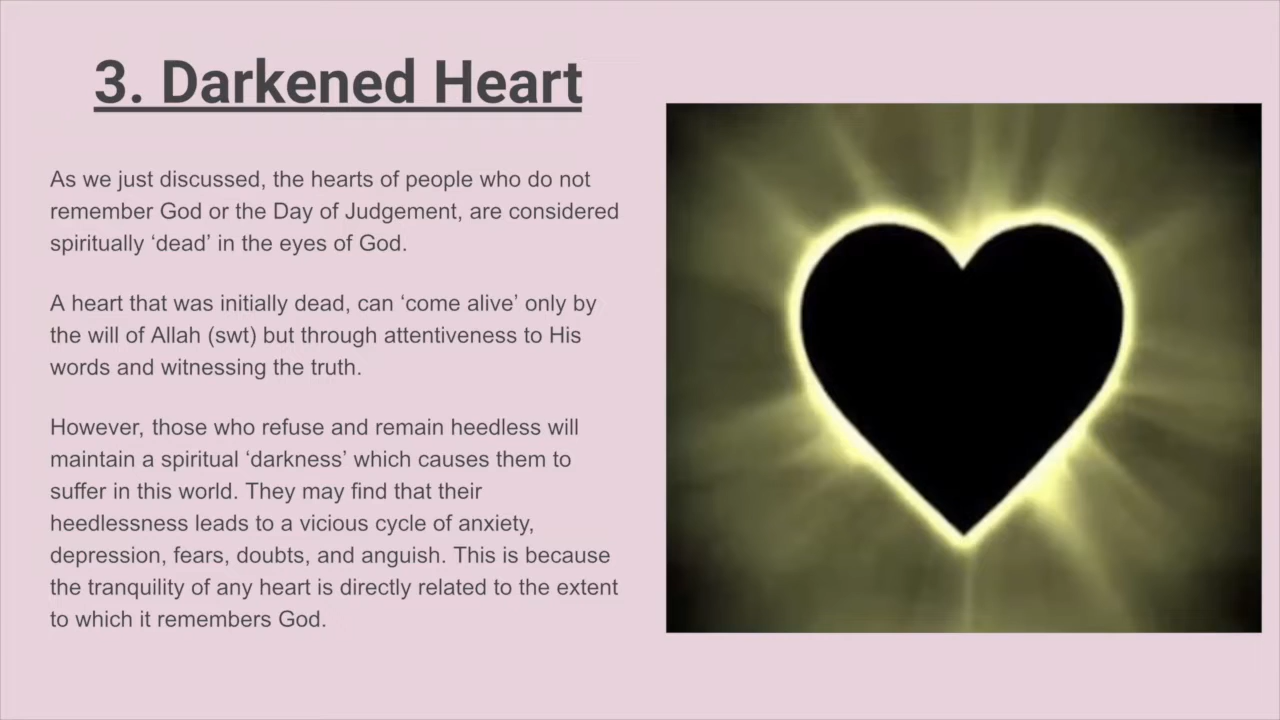 3. Darkened Heart
As we just discussed, the hearts of people who do not
remember God or the Day of Judgement, are considered
spiritually ‘dead’ in the eyes of God.
A heart that was initially dead, can ‘come alive’ only by
the will of Allah (swt) but through attentiveness to His
words and witnessing the truth.
However, those who refuse and remain heedless will
maintain a spiritual ‘darkness’ which causes them to
suffer in this world. They may find that their
heedlessness leads to a vicious cycle of anxiety,
depression, fears, doubts, and anguish. This is because
the tranquility of any heart is directly related to the extent
to which it remembers God.